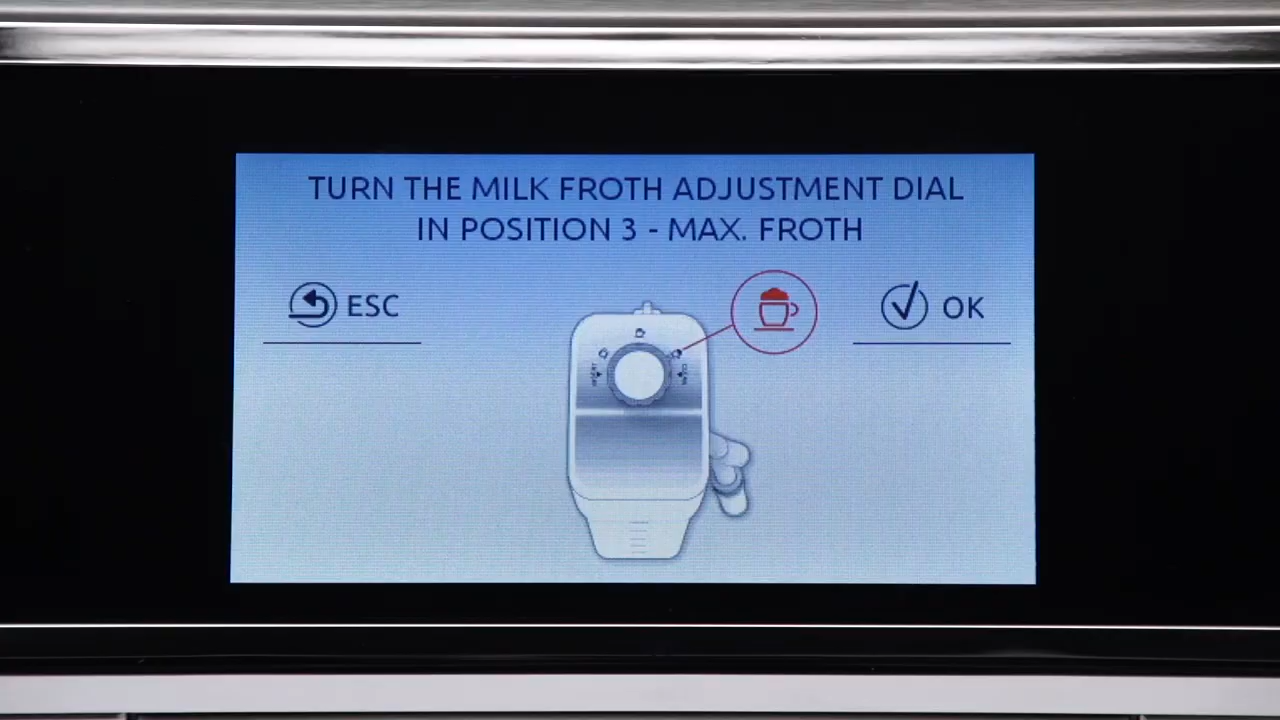 TURN THE MILK FROTH ADJUSTMENT DIAL
IN POSITION 3 - MAX. FROTH
ESC
OK